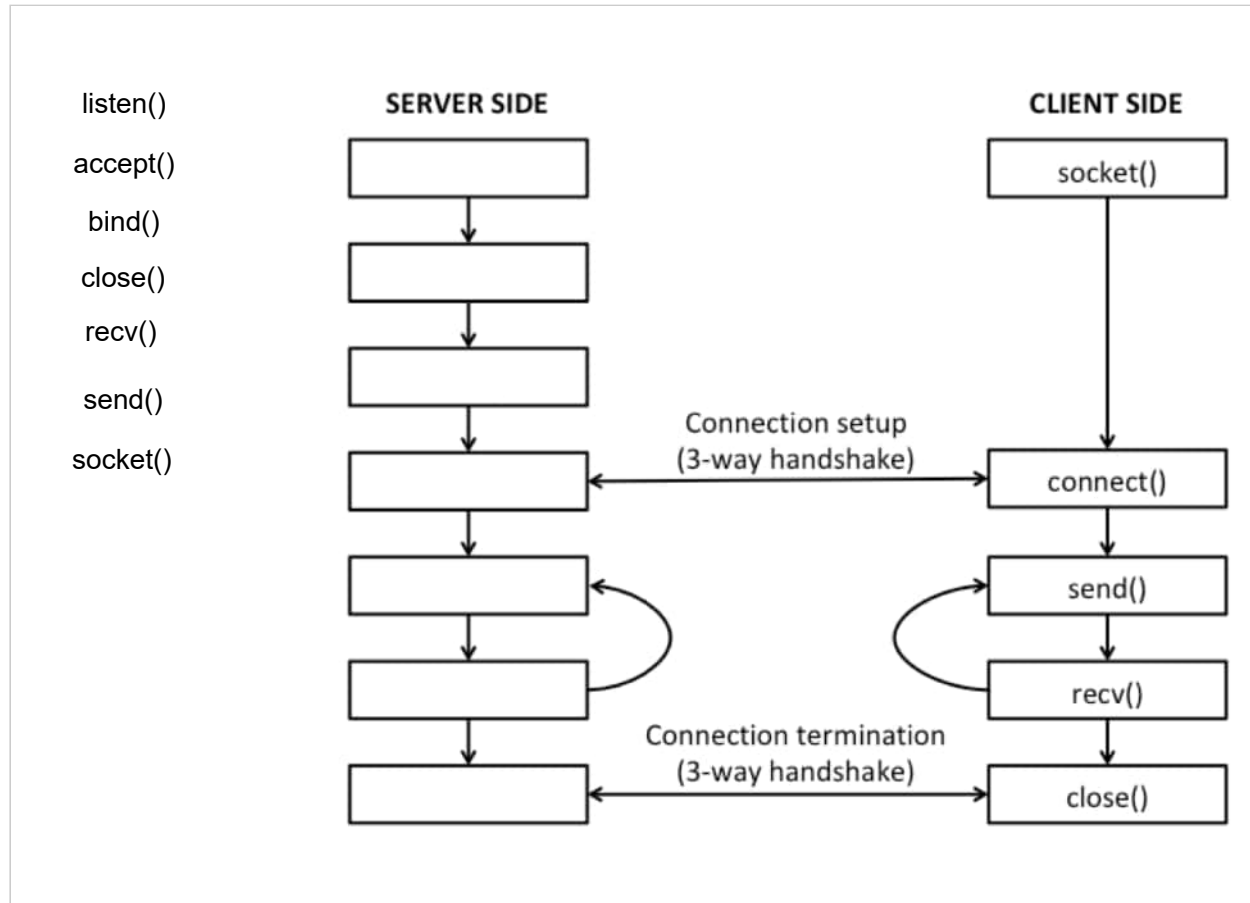 listen()
accept()
bind()
close()
recv()
send()
socket()
SERVER SIDE
CLIENT SIDE
socket()
Connection setup
(3-way handshake)
connect()
send()
recv()
Connection termination
(3-way handshake)
close()